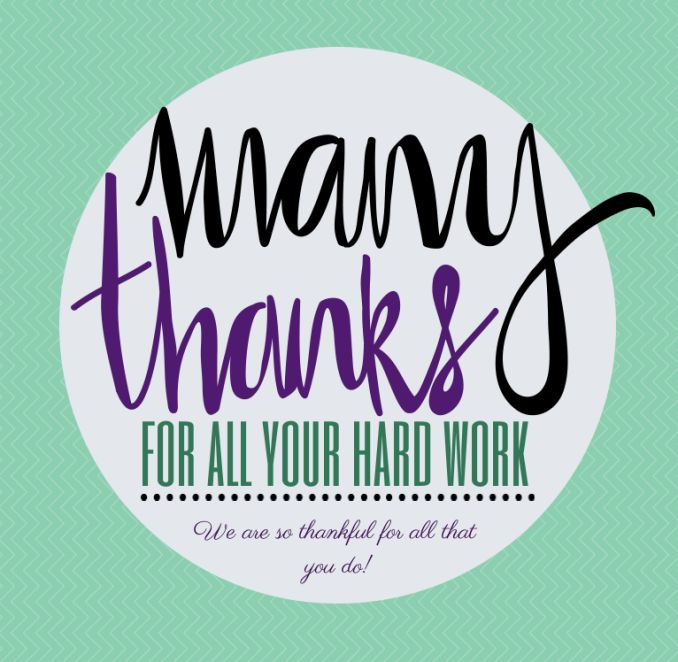 many
thanks
FOR ALL YOUR HARD WORK
We are so thankful for all that
you do!